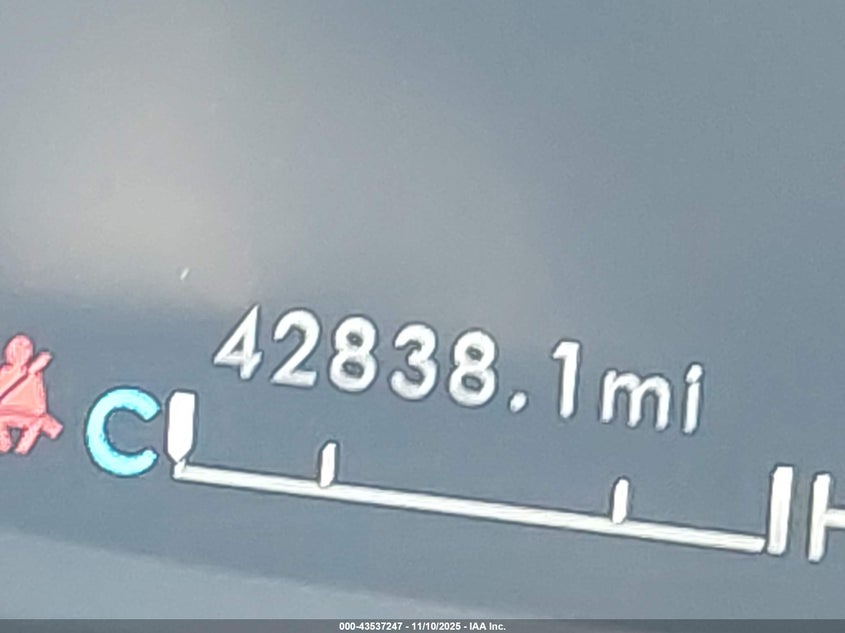 42838.1mi
C H
000-43537247 - 11/10/2025 - IAA Inc.